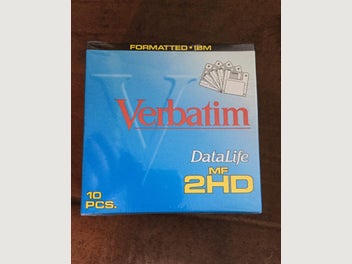 FORMATTED • IBM
Verbatim
DataLife
MF
2HD
10
PCS.